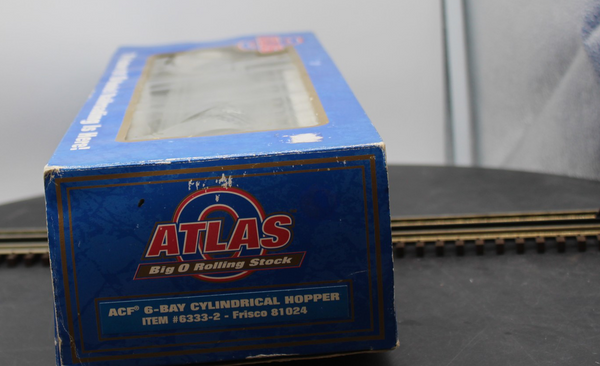 ATLAS
Big O Rolling Stock
ACF® 6-BAY CYLINDRICAL HOPPER
ITEM #6333-2 - Frisco 81024